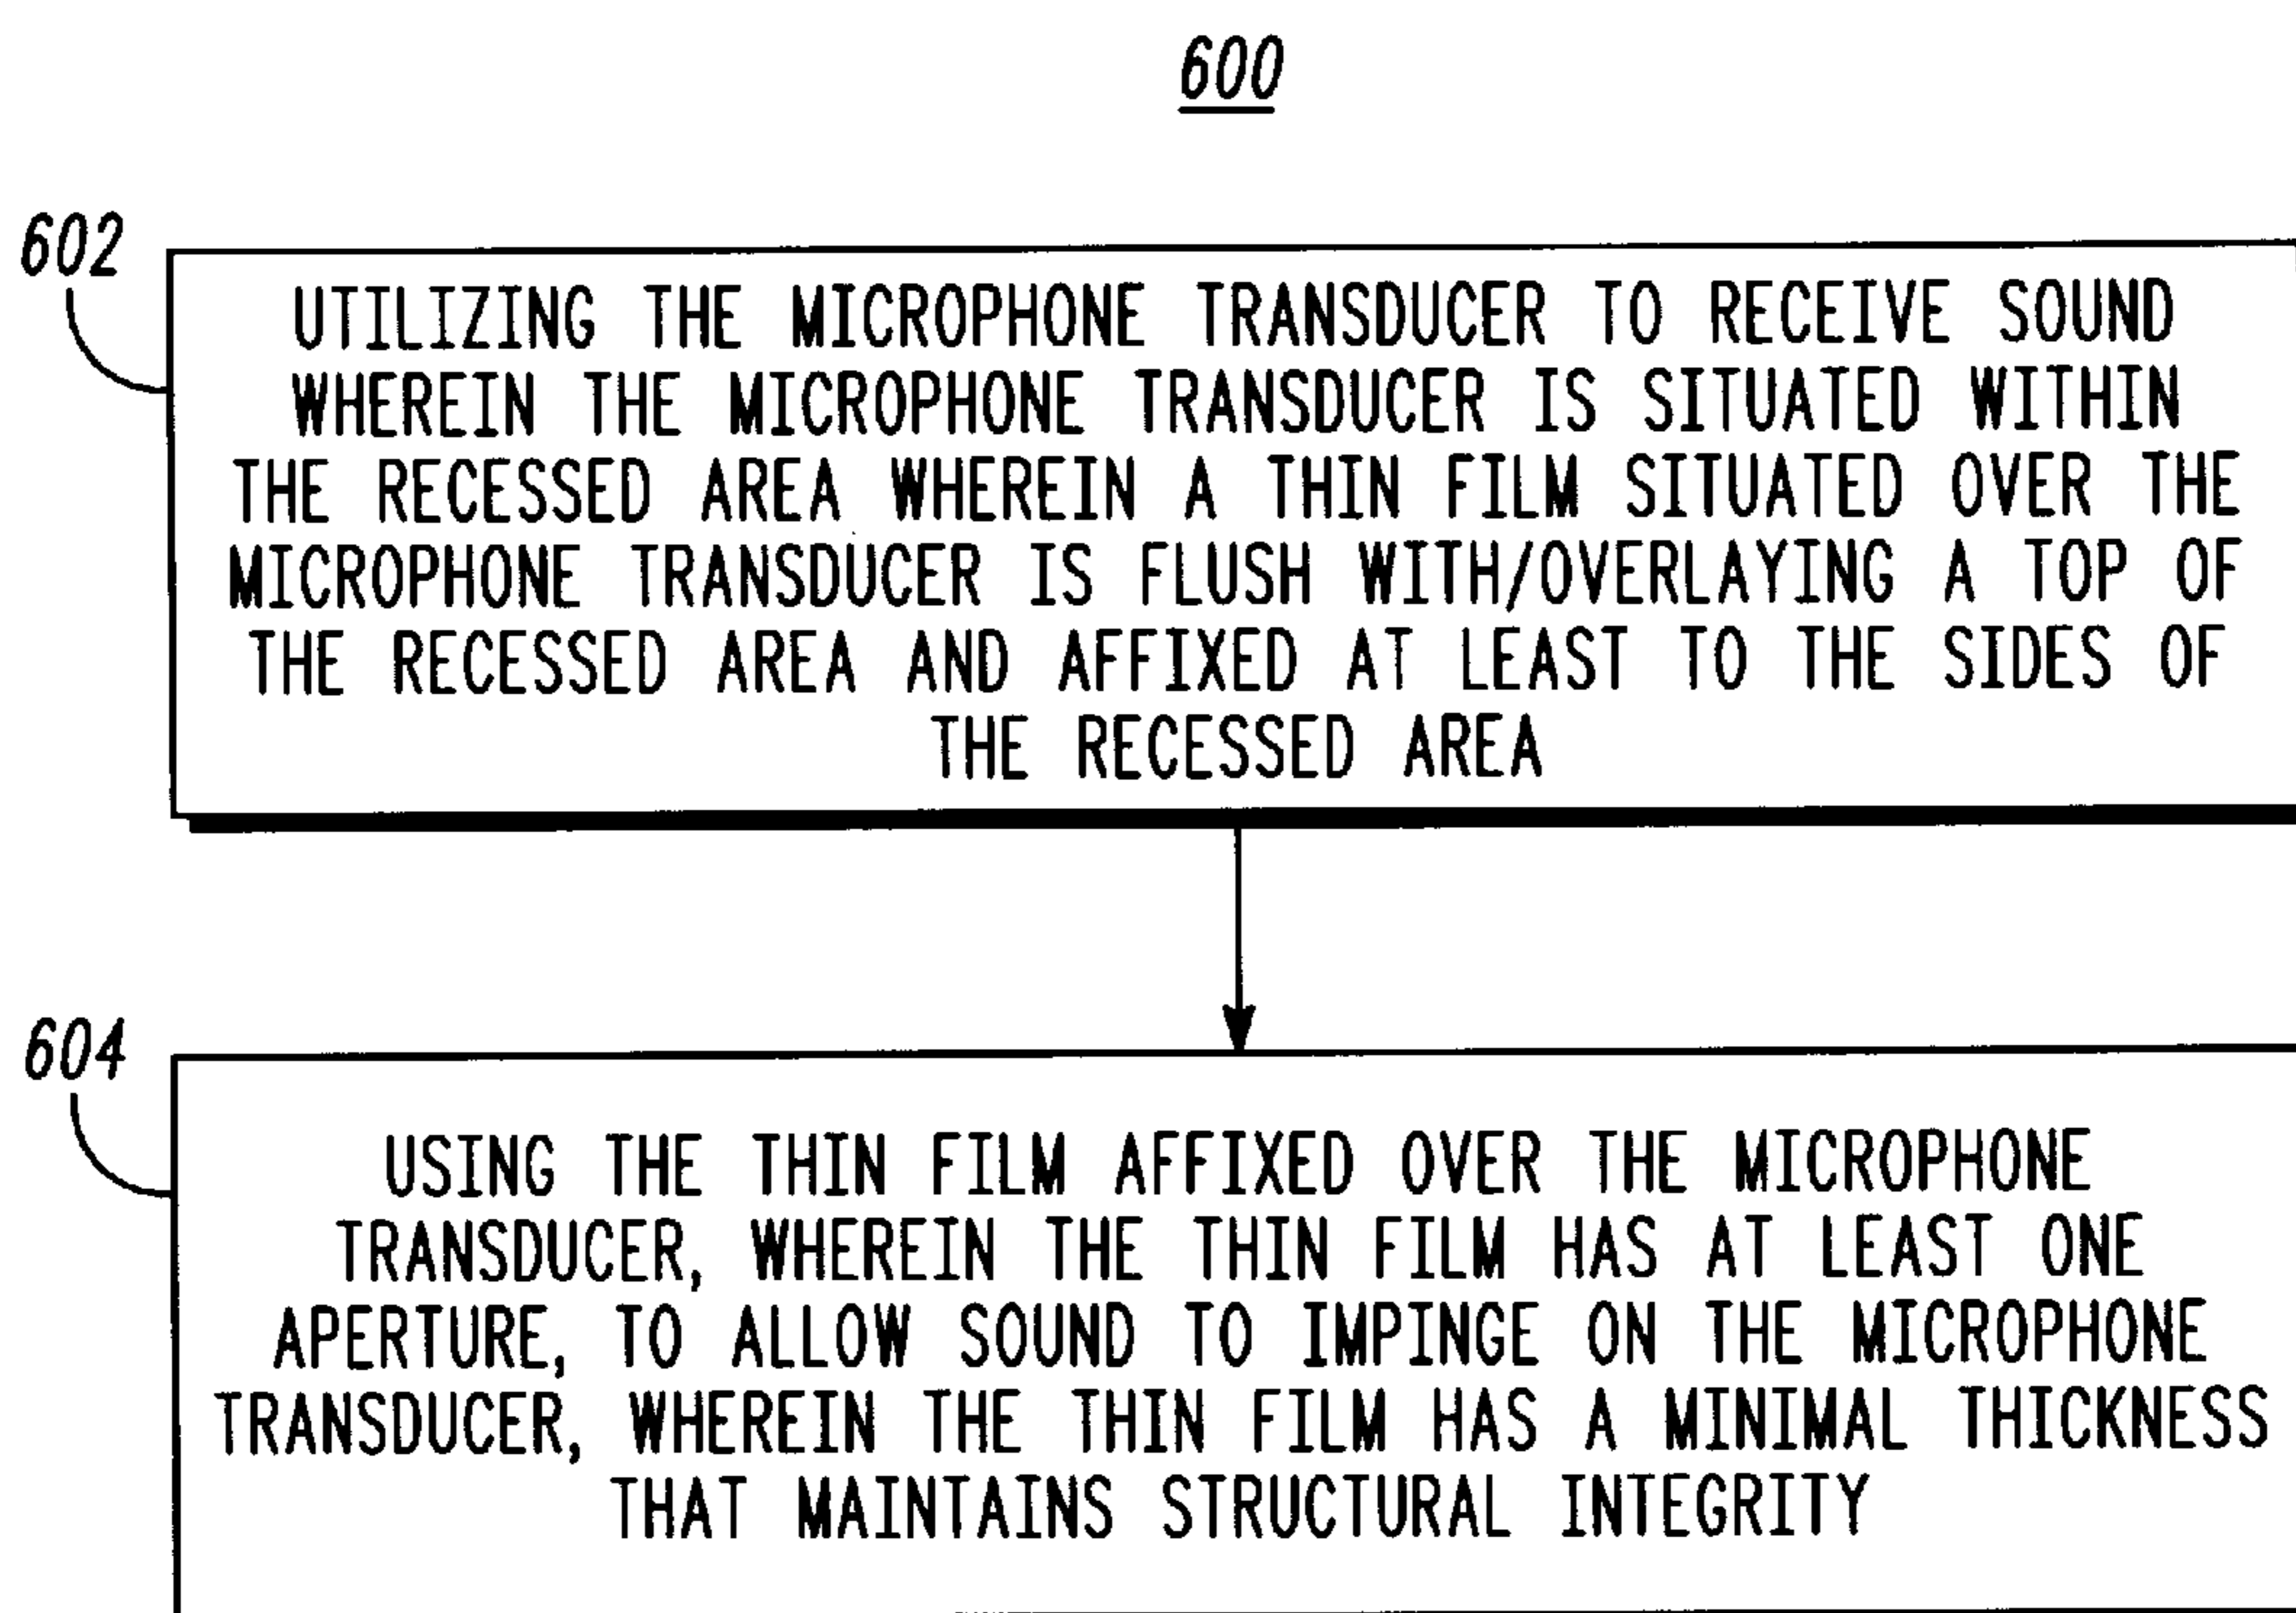 600
602
UTILIZING THE MICROPHONE TRANSDUCER TO RECEIVE SOUND
WHEREIN THE MICROPHONE TRANSDUCER IS SITUATED WITHIN
THE RECESSED AREA WHEREIN A THIN FILM SITUATED OVER THE
MICROPHONE TRANSDUCER IS FLUSH WITH/OVERLAYING A TOP OF
THE RECESSED AREA AND AFFIXED AT LEAST TO THE SIDES OF
THE RECESSED AREA
604
USING THE THIN FILM AFFIXED OVER THE MICROPHONE
TRANSDUCER, WHEREIN THE THIN FILM HAS AT LEAST ONE
APERTURE, TO ALLOW SOUND TO IMPINGE ON THE MICROPHONE
TRANSDUCER, WHEREIN THE THIN FILM HAS A MINIMAL THICKNESS
THAT MAINTAINS STRUCTURAL INTEGRITY